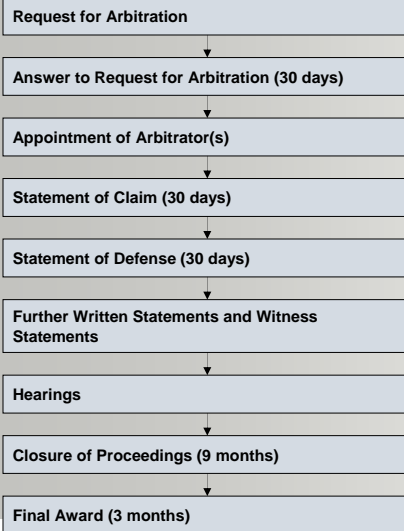 Request for Arbitration
Answer to Request for Arbitration (30 days)
Appointment of Arbitrator(s)
Statement of Claim (30 days)
Statement of Defense (30 days)
Further Written Statements and Witness
Statements
Hearings
Closure of Proceedings (9 months)
Final Award (3 months)